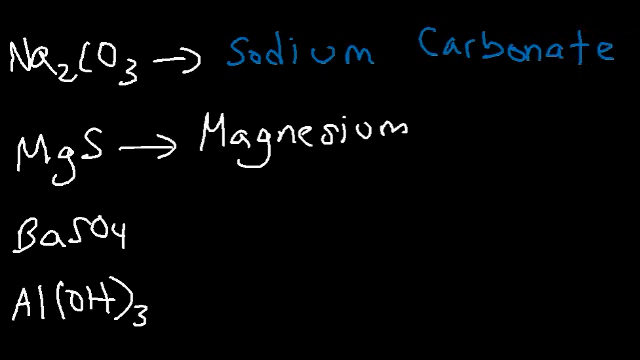 Na₂CO₃ → Sodium Carbonate
MgS → Magnesium
BaSO₄
Al(OH)₃